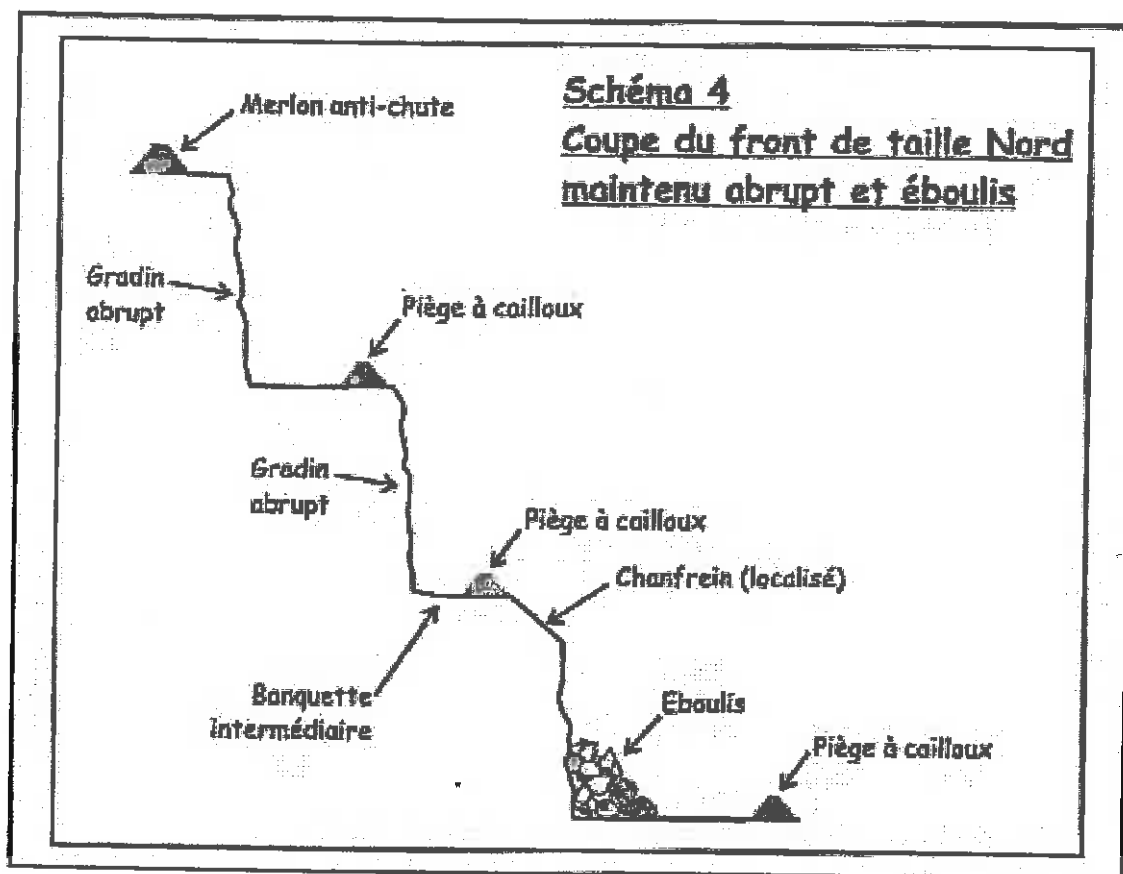 Schéma 4
Coupe du front de taille Nord
maintenu abrupt et éboulis
Merlon anti-chute
Gradin
abrupt
Piège à cailloux
Gradin
abrupt
Piège à cailloux
Chanfrein (localisé)
Banquette
intermédiaire
Eboulis
Piège à cailloux